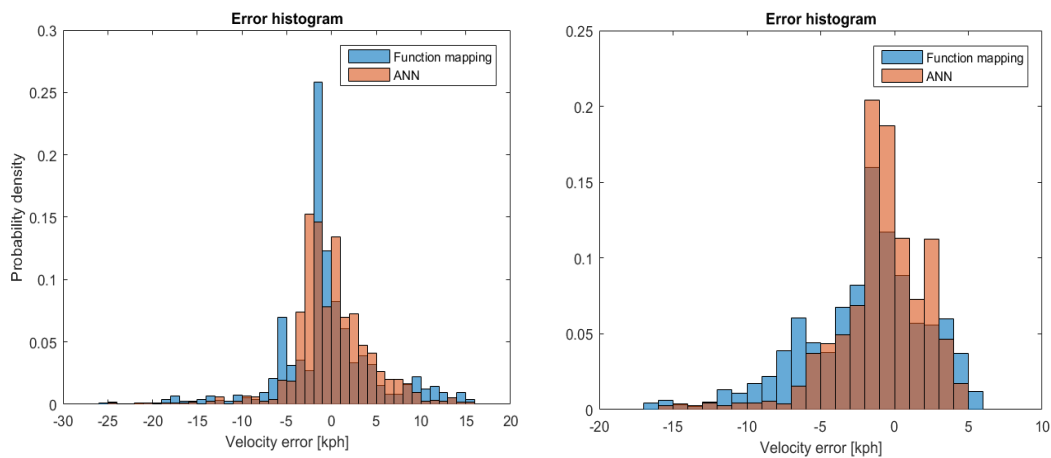 Error histogram
0.3
0.25
0.2
0.15
0.1
0.05
0
Probability density
Function mapping
ANN
-30 -25 -20 -15 -10 -5 0 5 10 15 20
Velocity error [kph]
Error histogram
0.25
0.2
0.15
0.1
0.05
0
Function mapping
ANN
-20 -15 -10 -5 0 5 10
Velocity error [kph]